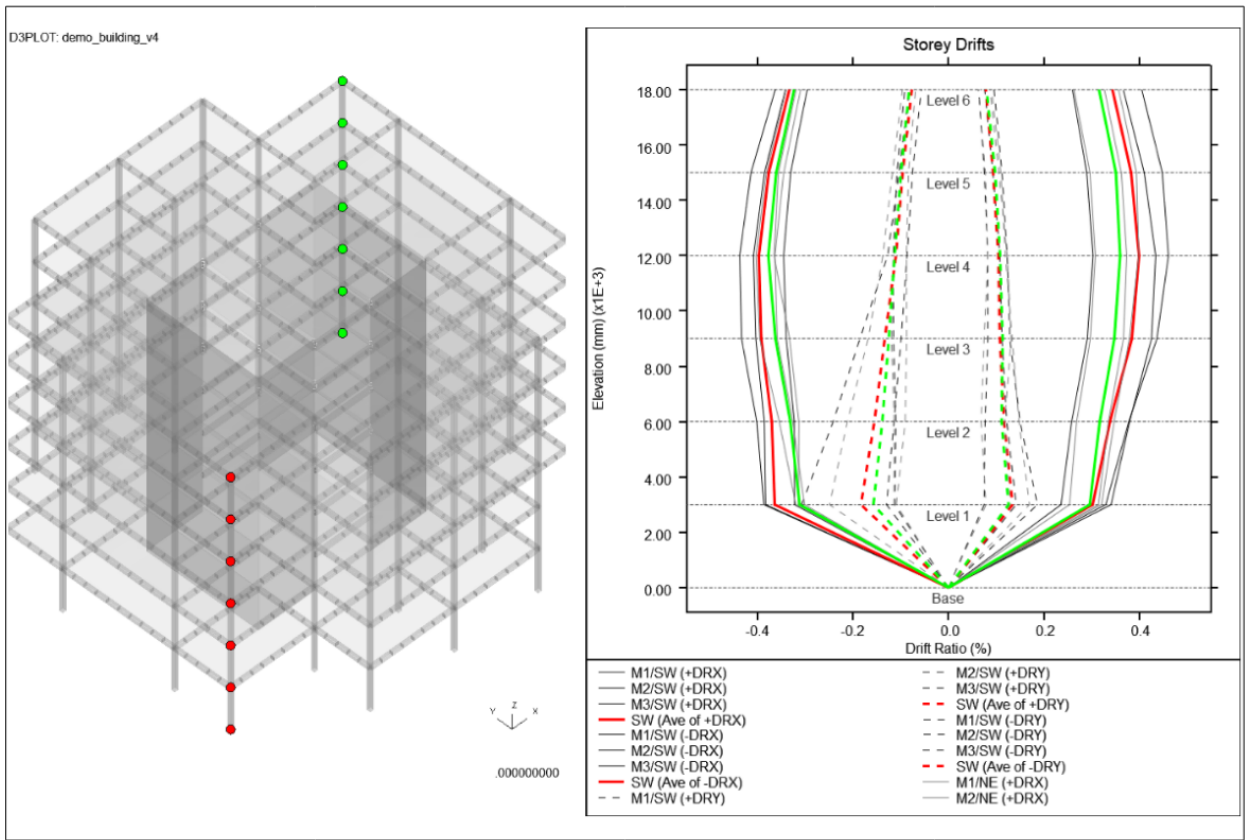 D3PLOT: demo_building_v4
Y Z X
.000000000
Storey Drifts
Elevation (mm) (x1E+3)
18.00
16.00
14.00
12.00
10.00
8.00
6.00
4.00
2.00
0.00
Level 6
Level 5
Level 4
Level 3
Level 2
Level 1
Base
-0.4 -0.2 0.0 0.2 0.4
Drift Ratio (%)
M1/SW (+DRX)
M2/SW (+DRX)
M3/SW (+DRX)
SW (Ave of +DRX)
M1/SW (-DRX)
M2/SW (-DRX)
M3/SW (-DRX)
SW (Ave of -DRX)
M1/SW (+DRY)
M2/SW (+DRY)
M3/SW (+DRY)
SW (Ave of +DRY)
M1/SW (-DRY)
M2/SW (-DRY)
M3/SW (-DRY)
SW (Ave of -DRY)
M1/NE (+DRX)
M2/NE (+DRX)